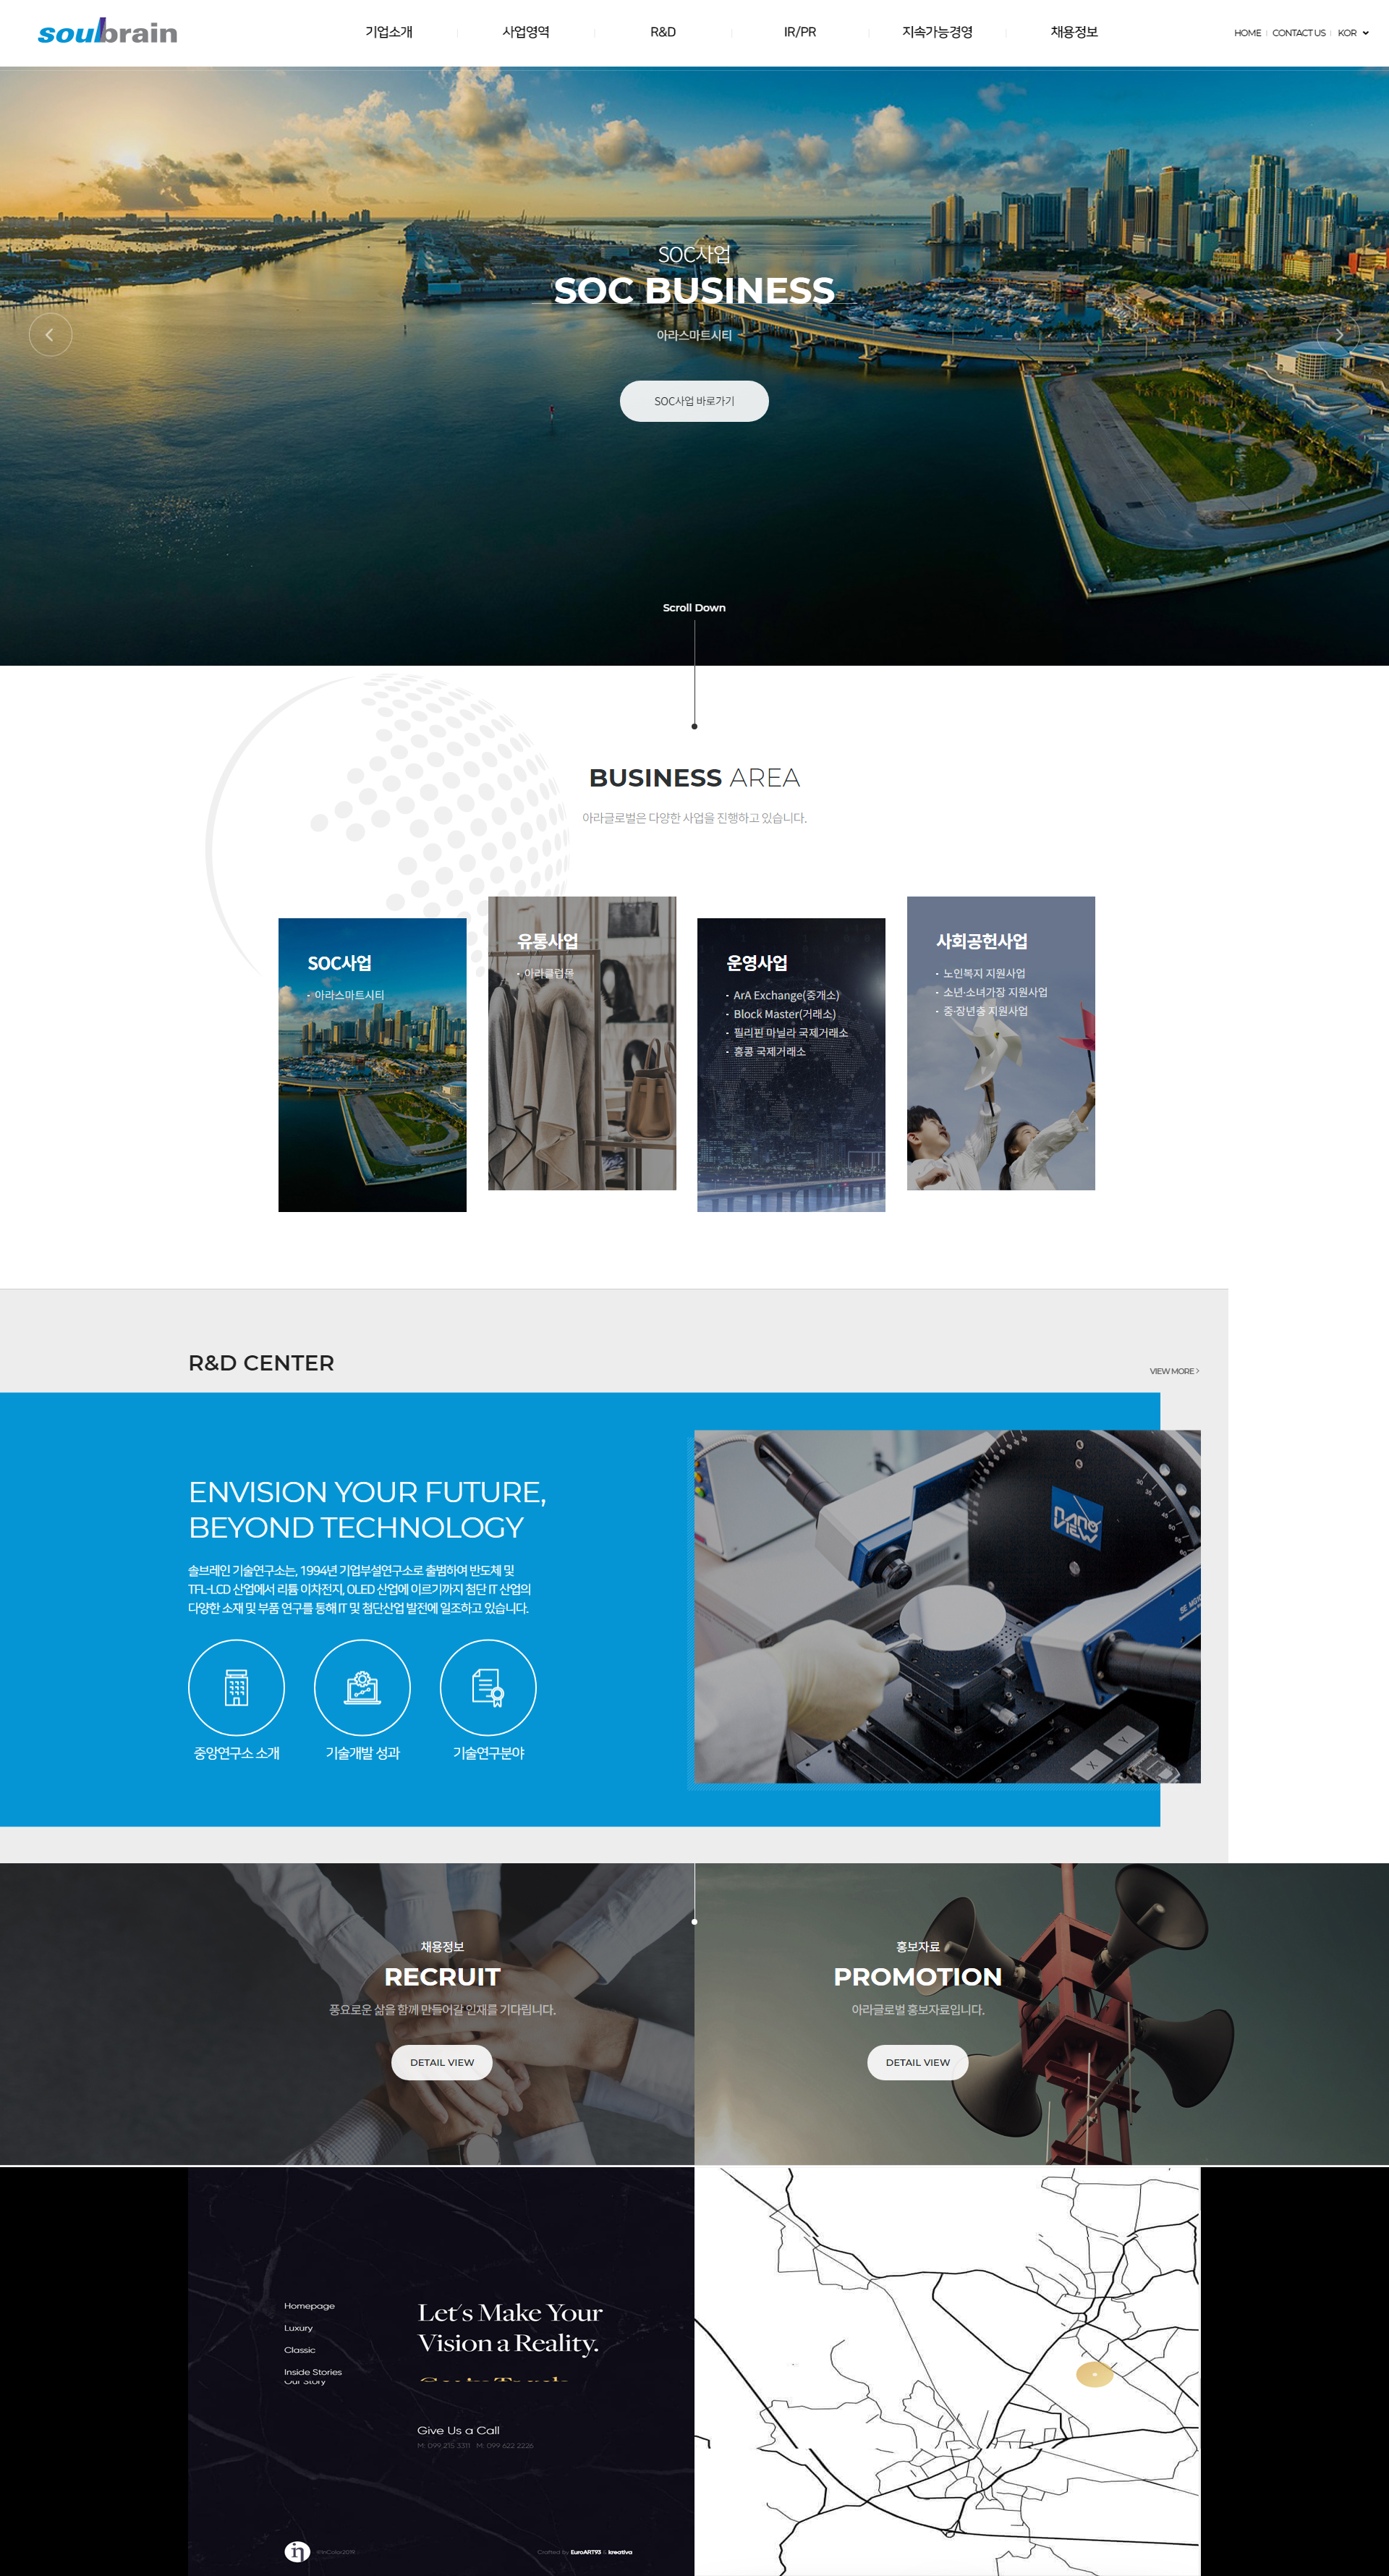 soulbrain
기업소개 사업영역 R&D IR/PR 지속가능경영 채용정보 HOME CONTACT US KOR
SOC사업
SOC BUSINESS
아라스마트시티
SOC사업 바로가기
Scroll Down
BUSINESS AREA
아라글로벌은 다양한 사업을 진행하고 있습니다.
SOC사업
· 아라스마트시티
유통사업
· 아라클럽몰
운영사업
· ArA Exchange(중개소)
· Block Master(거래소)
· 필리핀 마닐라 국제거래소
· 홍콩 국제거래소
사회공헌사업
· 노인복지 지원사업
· 소년·소녀가장 지원사업
· 중·장년층 지원사업
R&D CENTER
VIEW MORE >
ENVISION YOUR FUTURE,
BEYOND TECHNOLOGY
솔브레인 기술연구소는, 1994년 기업부설연구소로 출범하여 반도체 및
TFL-LCD 산업에서 리튬 이차전지, OLED 산업에 이르기까지 첨단 IT 산업의
다양한 소재 및 부품 연구를 통해 IT 및 첨단산업 발전에 일조하고 있습니다.
중앙연구소 소개
기술개발 성과
기술연구분야
nanoVIEW
X
Y
채용정보
RECRUIT
풍요로운 삶을 함께 만들어갈 인재를 기다립니다.
DETAIL VIEW
홍보자료
PROMOTION
아라글로벌 홍보자료입니다.
DETAIL VIEW
Homepage
Luxury
Classic
Inside Stories
Our Story
Let's Make Your
Vision a Reality.
Get in Touch
Give Us a Call
M: 099 215 3311 M: 099 622 2226
Crafted by EuroART93 & kreativa